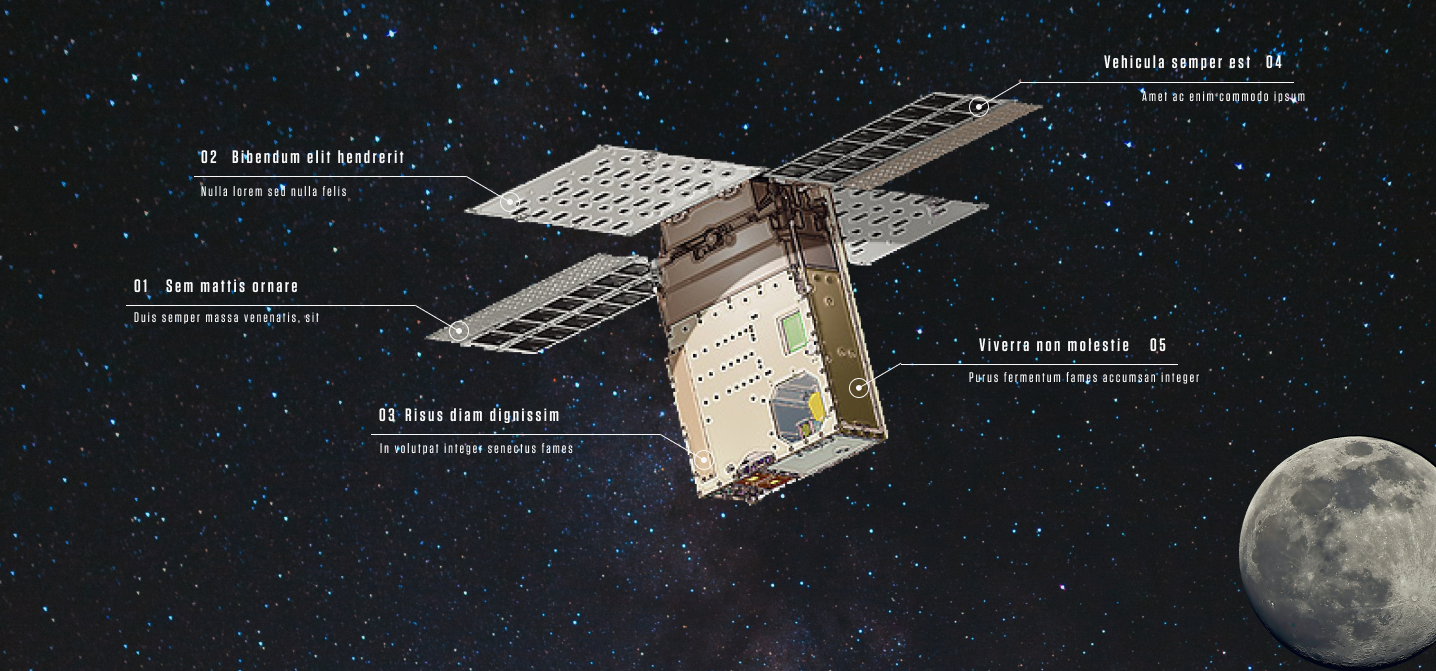 Vehicula semper est 04
Amet ac enim commodo ipsum
02 Bibendum elit hendrerit
Nulla lorem sed nulla felis
01 Sem mattis ornare
Duis semper massa venenatis, sit
Viverra non molestie 05
Purus fermentum fames accumsan integer
03 Risus diam dignissim
In volutpat integer senectus fames